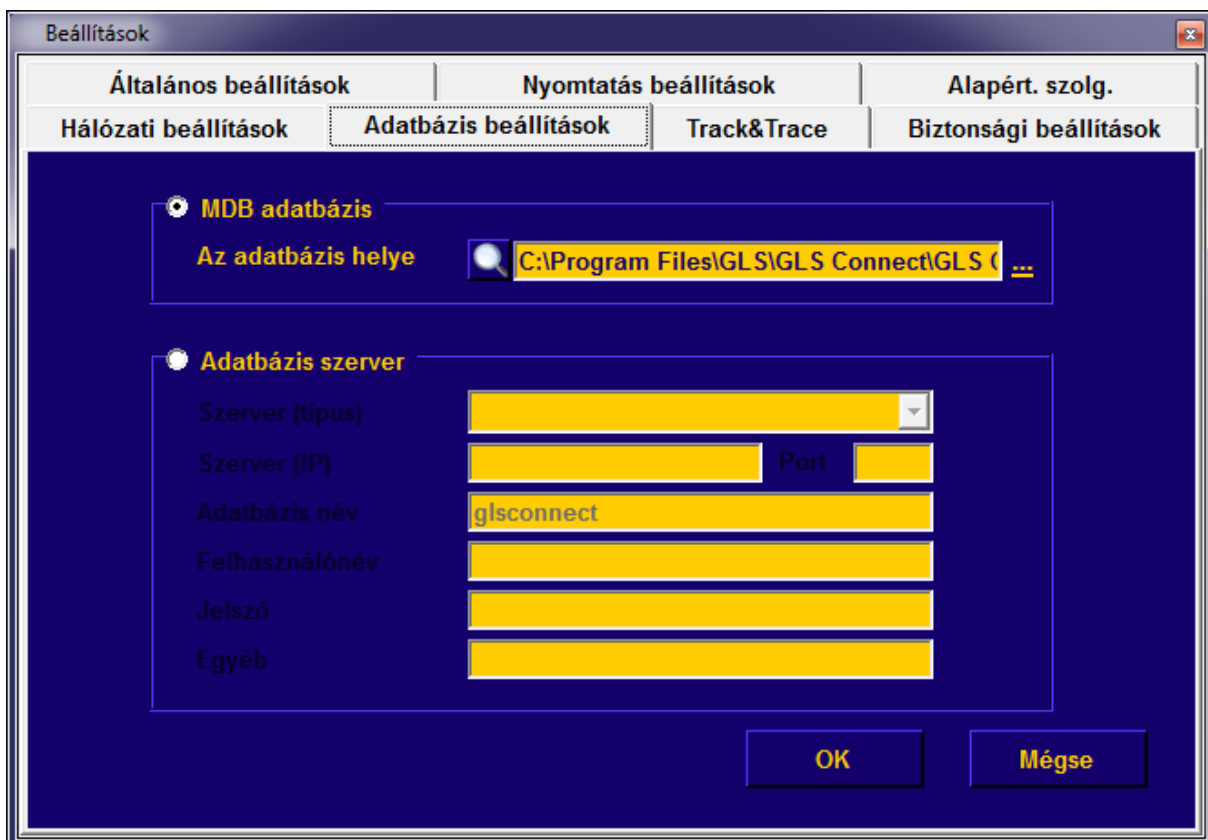 Beállítások
Általános beállítások Nyomtatás beállítások Alapért. szolg.
Hálózati beállítások Adatbázis beállítások Track&Trace Biztonsági beállítások
MDB adatbázis
Az adatbázis helye C:\Program Files\GLS\GLS Connect\GLS ...
Adatbázis szerver
Szerver (típus)
Szerver (IP) Port
Adatbázis név glsconnect
Felhasználónév
Jelszó
Egyéb
OK Mégse